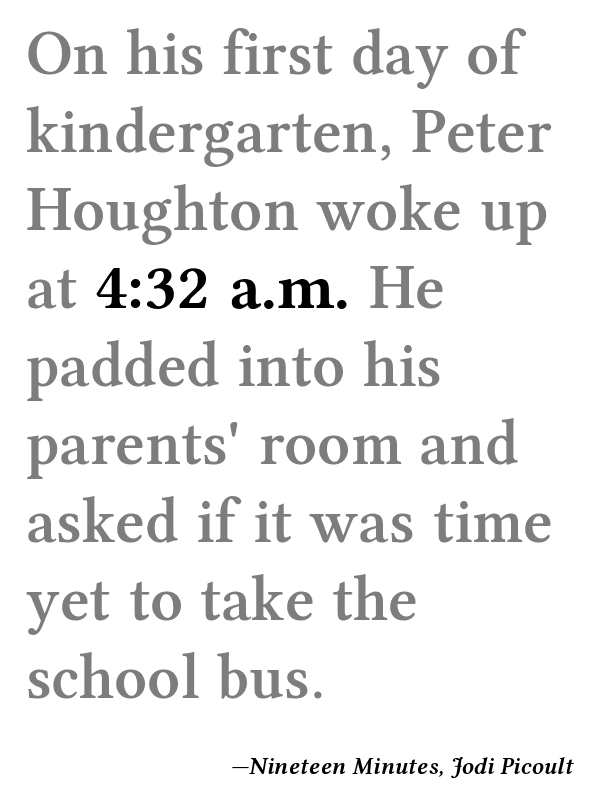 On his first day of
kindergarten, Peter
Houghton woke up
at 4:32 a.m. He
padded into his
parents' room and
asked if it was time
yet to take the
school bus.
—Nineteen Minutes, Jodi Picoult